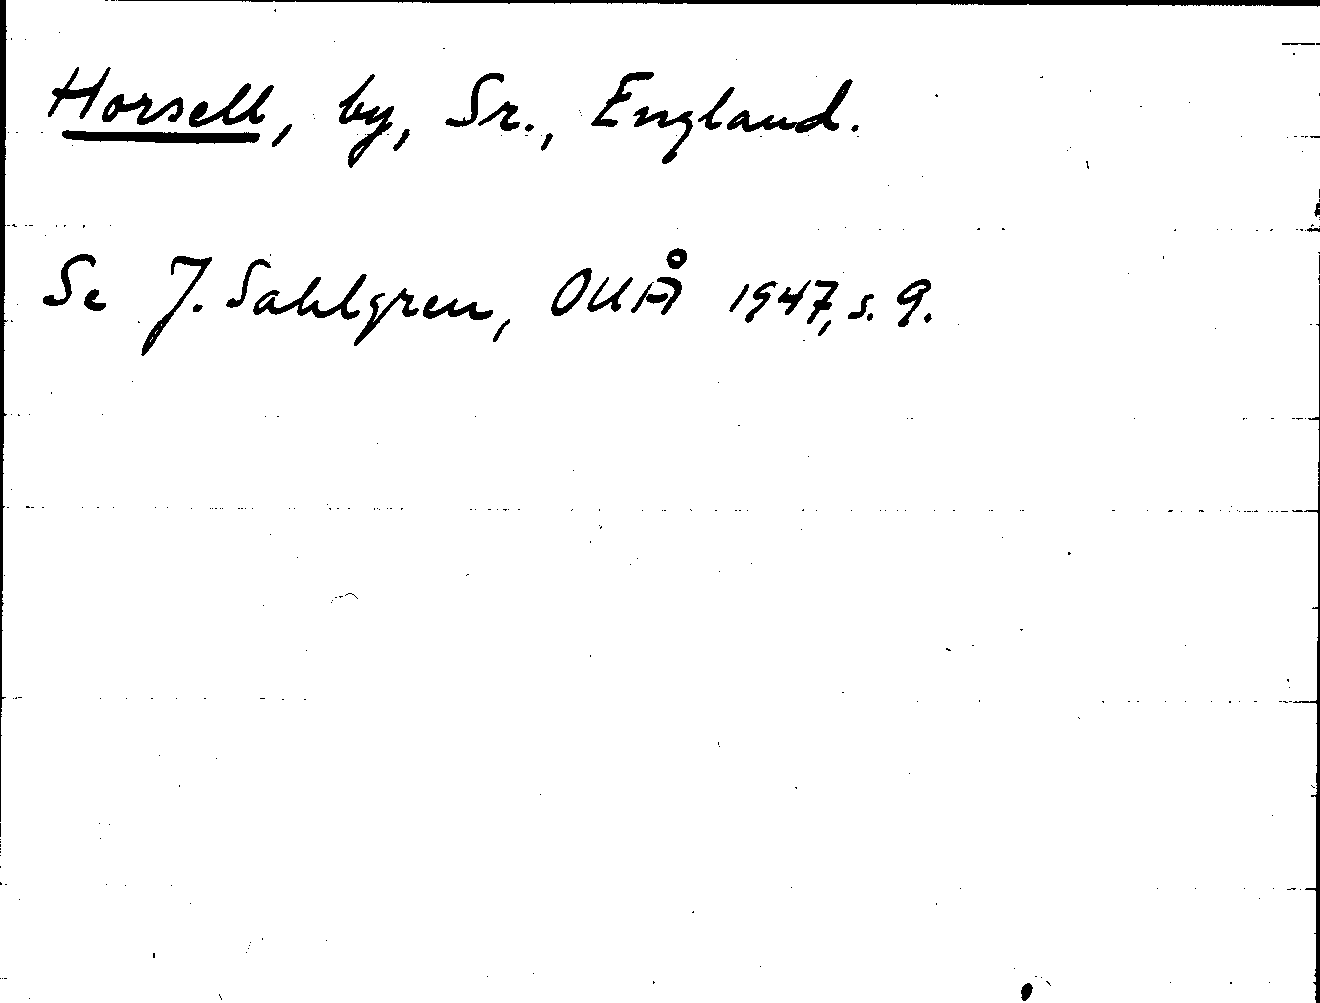 Horsell, by, Sr., England.
Se J. Sahlgren, OUÅ 1947, s. 9.